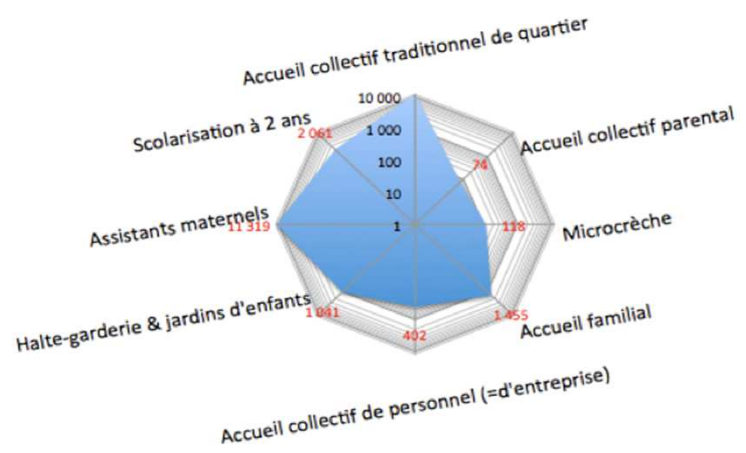 Accueil collectif traditionnel de quartier
10 000
Scolarisation à 2 ans
2 061
1 000
Accueil collectif parental
100
74
10
Assistants maternels
11 319
1
118
Microcrèche
Halte-garderie & jardins d'enfants
1 041
1 455
Accueil familial
402
Accueil collectif de personnel (=d'entreprise)